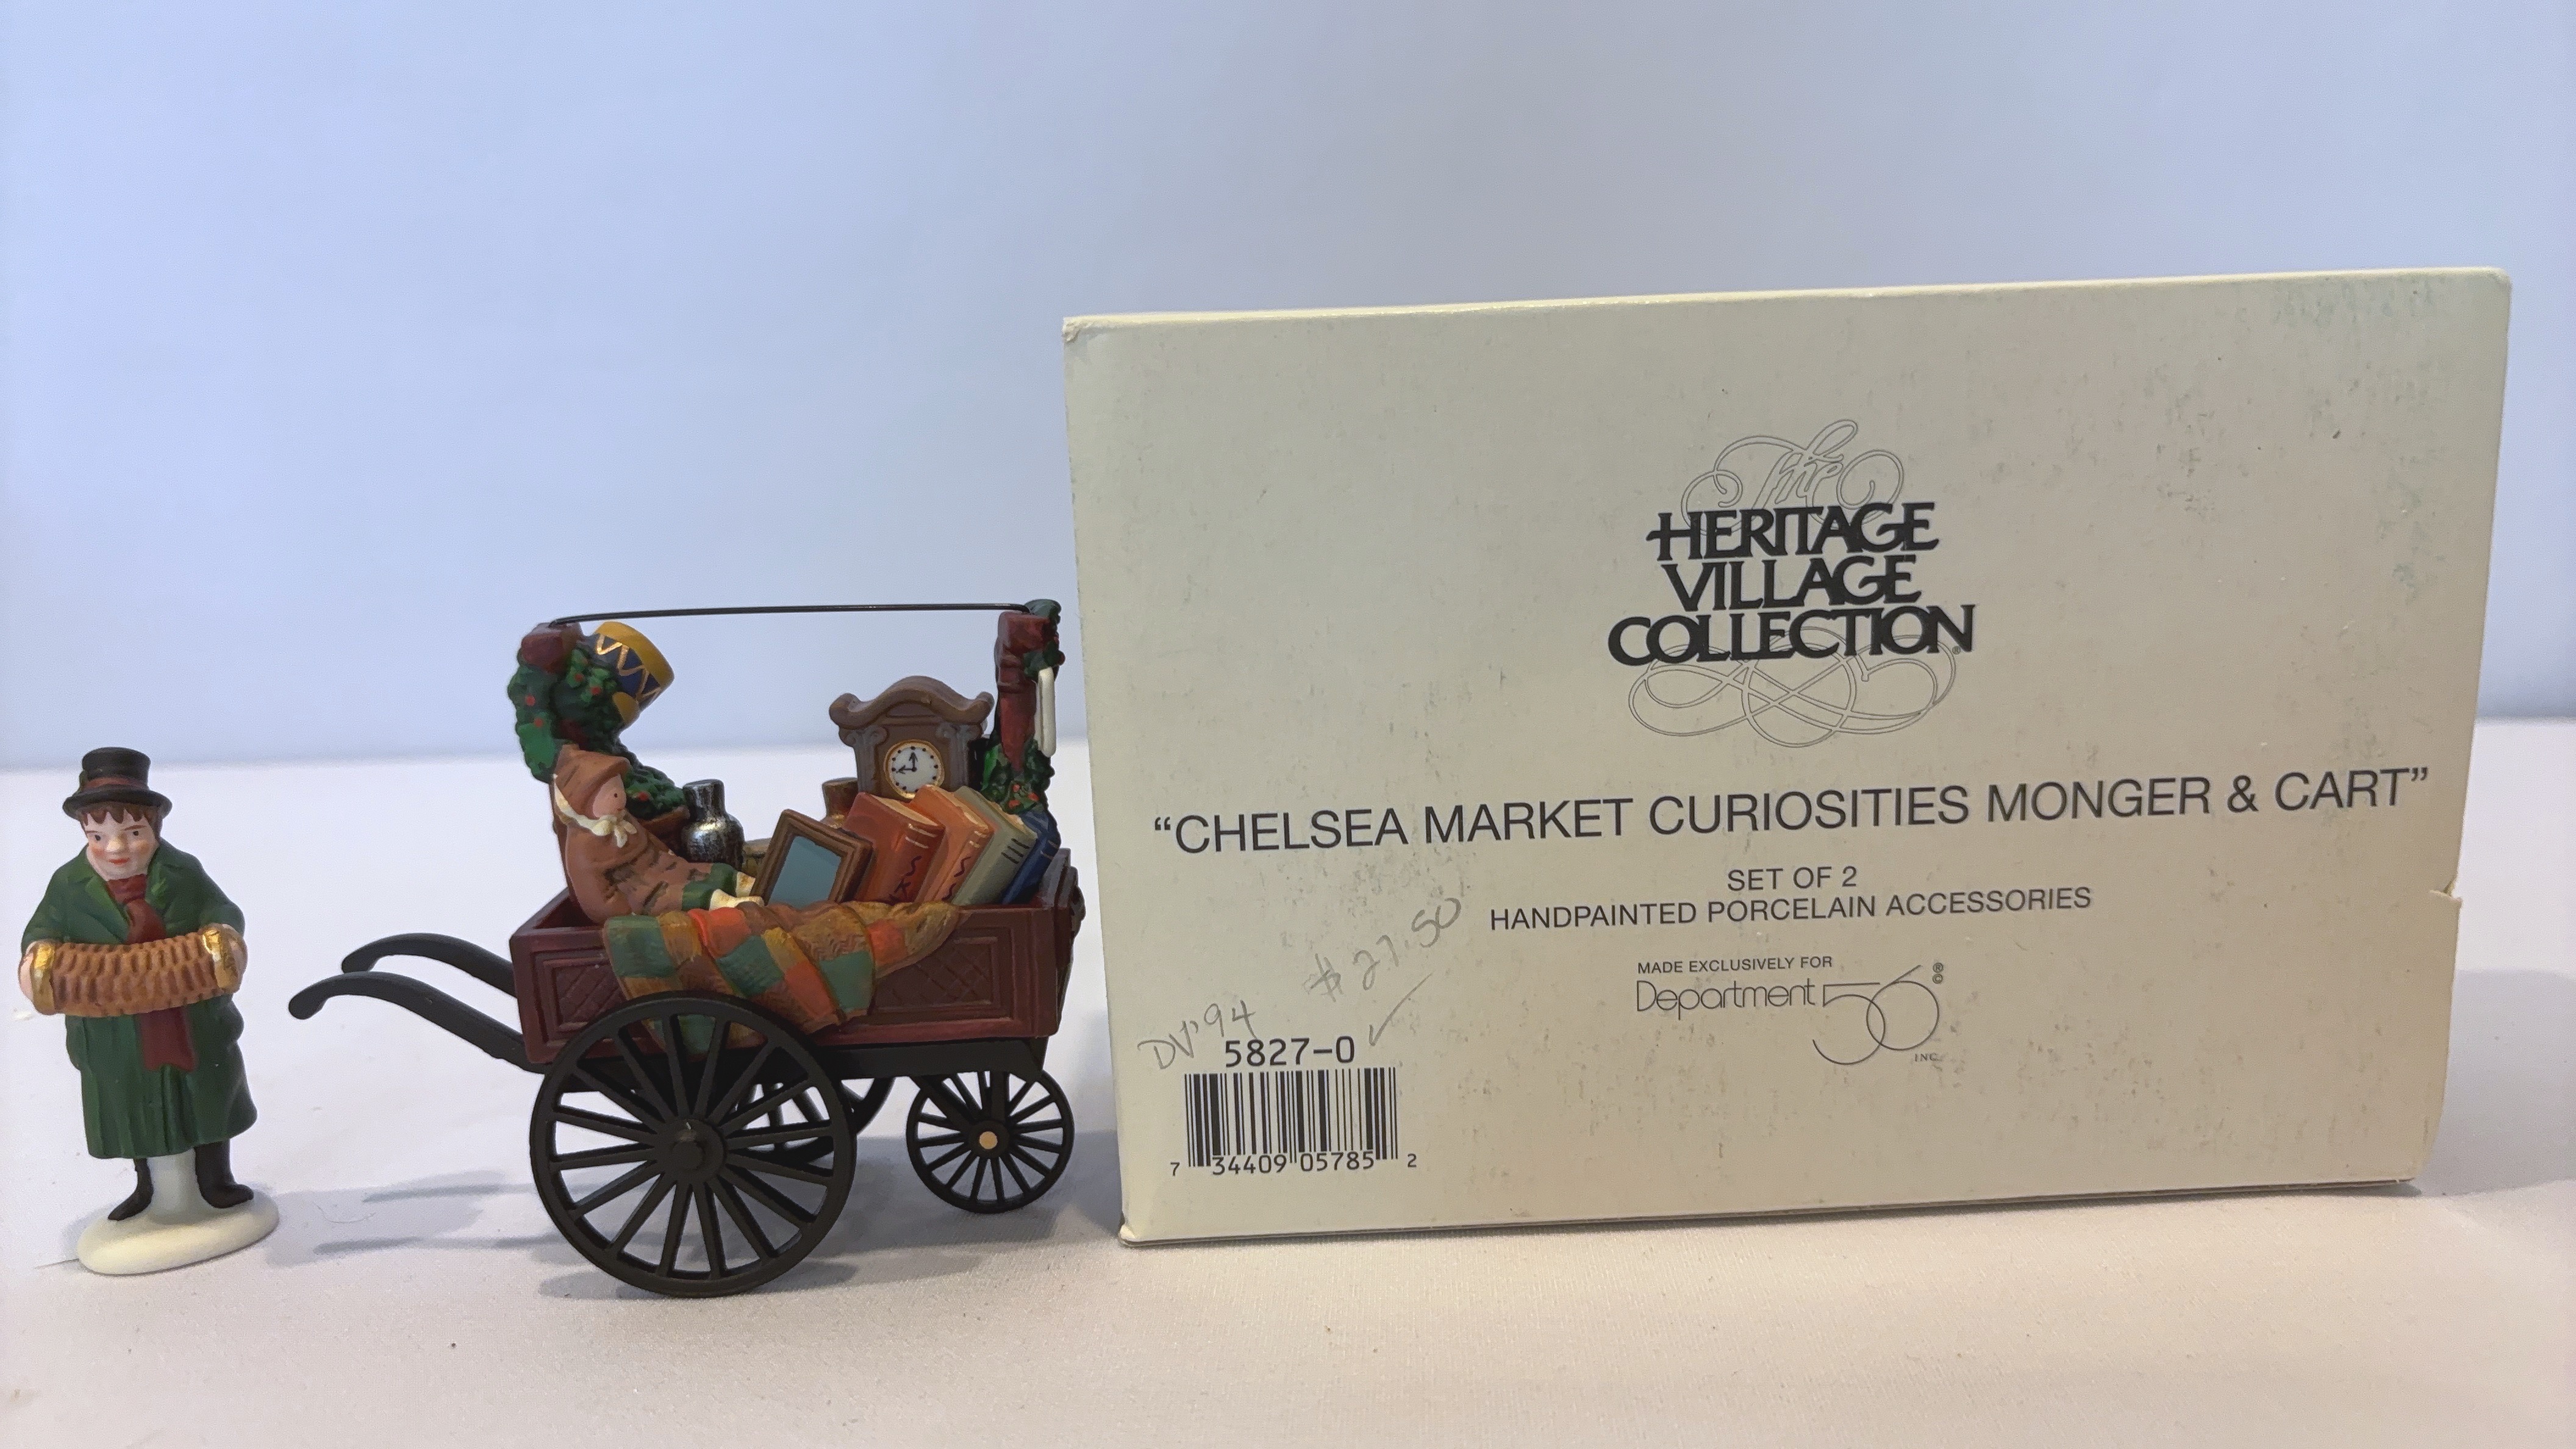 The
HERITAGE
VILLAGE
COLLECTION®
“CHELSEA MARKET CURIOSITIES MONGER & CART”
SET OF 2
HANDPAINTED PORCELAIN ACCESSORIES
$27.50
MADE EXCLUSIVELY FOR
Department 56 ® ©
INC.
DV'94
5827-0 ✓
7 34409 05785 2